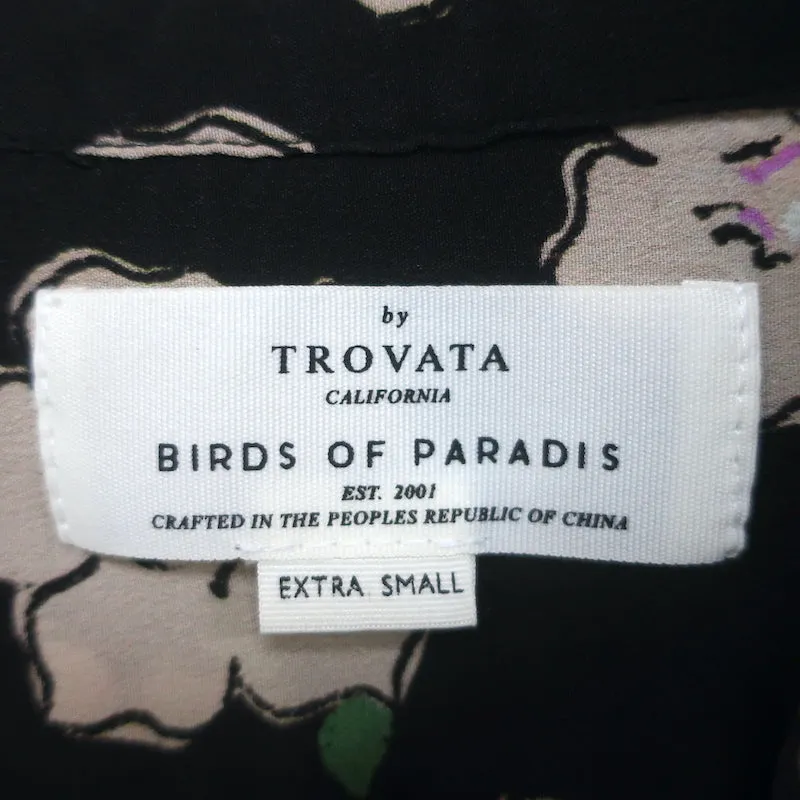 by
TROVATA
CALIFORNIA
BIRDS OF PARADIS
EST. 2001
CRAFTED IN THE PEOPLES REPUBLIC OF CHINA
EXTRA SMALL